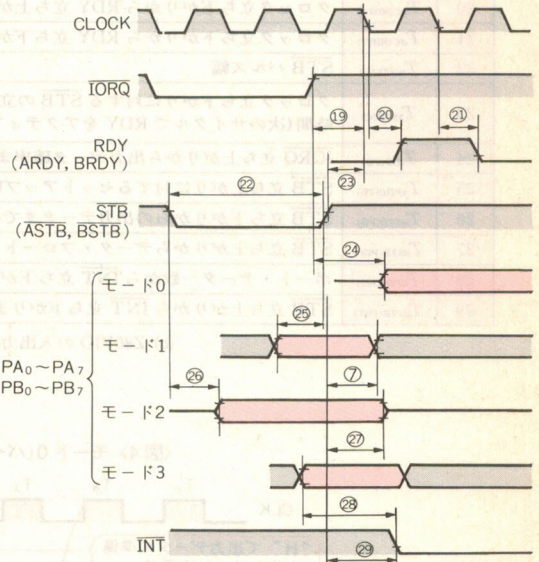 CLOCK
IORQ
⑲
⑳
㉑
RDY
(ARDY, BRDY)
㉒
㉓
STB
(ASTB, BSTB)
㉔
モード0
㉕
モード1
PA₀～PA₇
PB₀～PB₇
⑦
㉖
モード2
㉗
モード3
㉘
INT
㉙